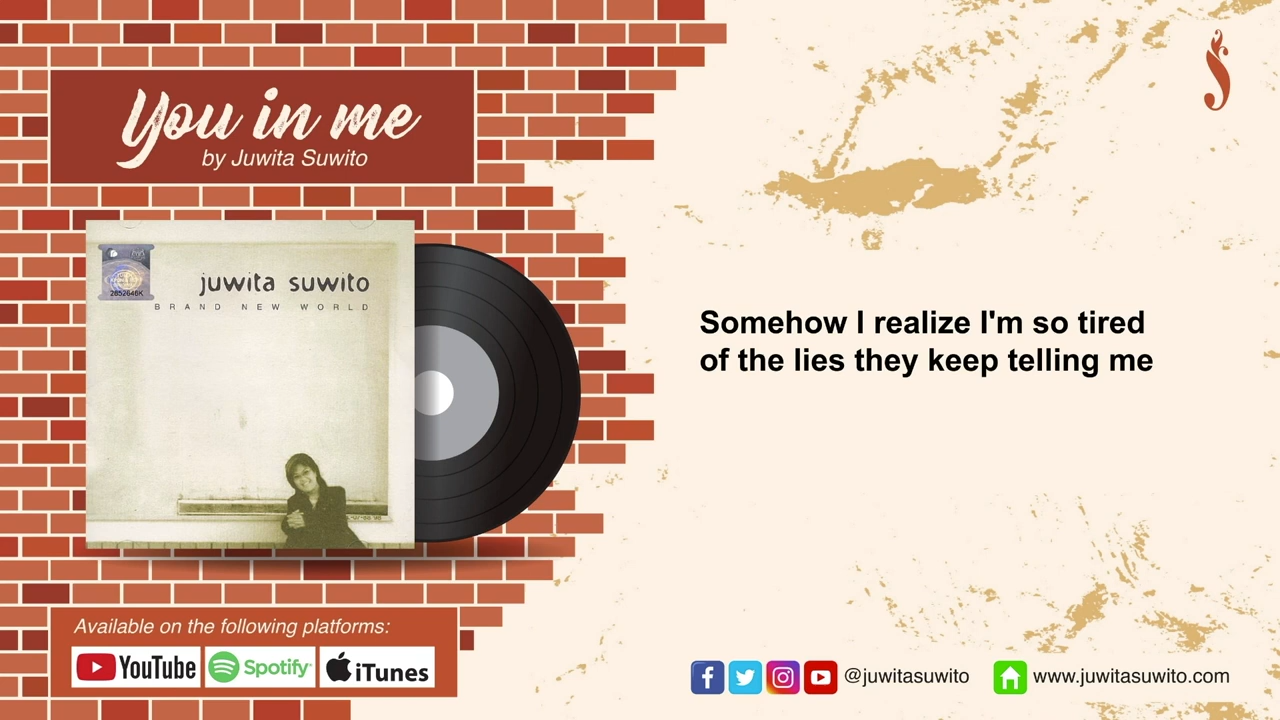 You in me
by Juwita Suwito
juwita suwito
BRAND NEW WORLD
Somehow I realize I'm so tired
of the lies they keep telling me
Available on the following platforms:
YouTube
Spotify
iTunes
@juwitasuwito
www.juwitasuwito.com